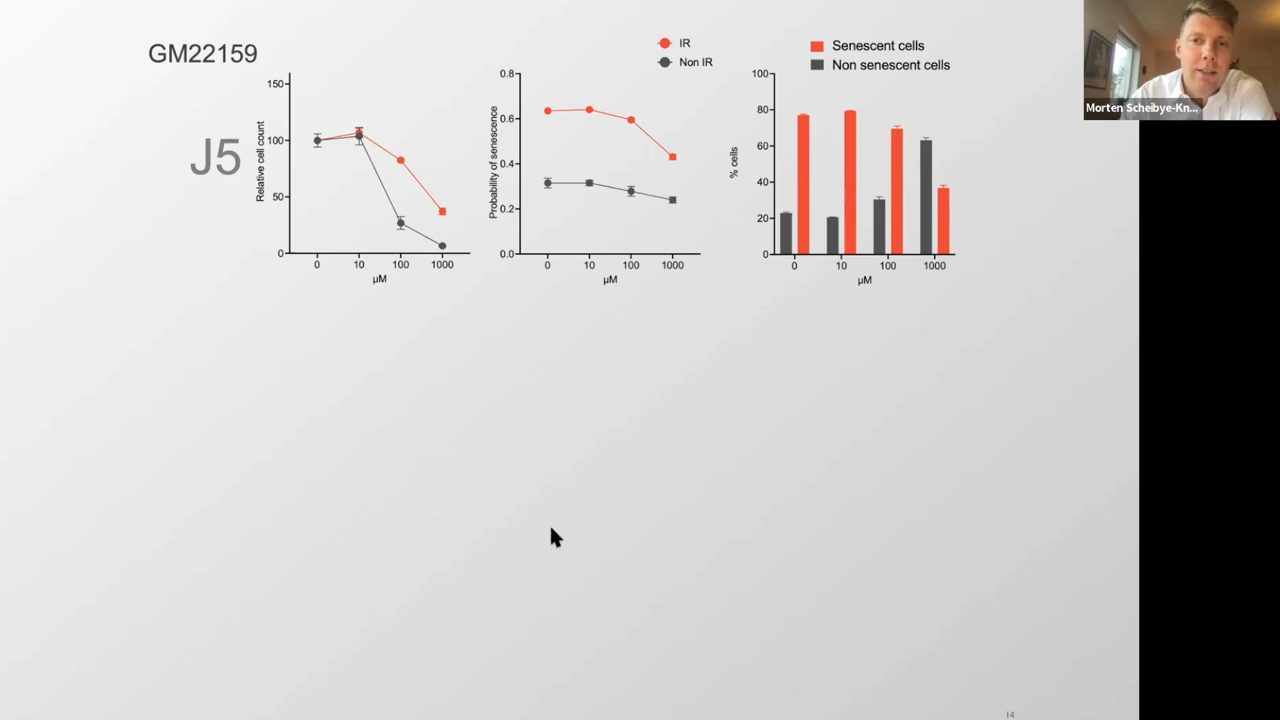 GM22159
J5
IR
Non IR
Senescent cells
Non senescent cells
Relative cell count
150
100
50
0
0 10 100 1000
µM
Probability of senescence
0.8
0.6
0.4
0.2
0.0
0 10 100 1000
µM
% cells
100
80
60
40
20
0
0 10 100 1000
µM
Morten Scheibye-Kn...
14